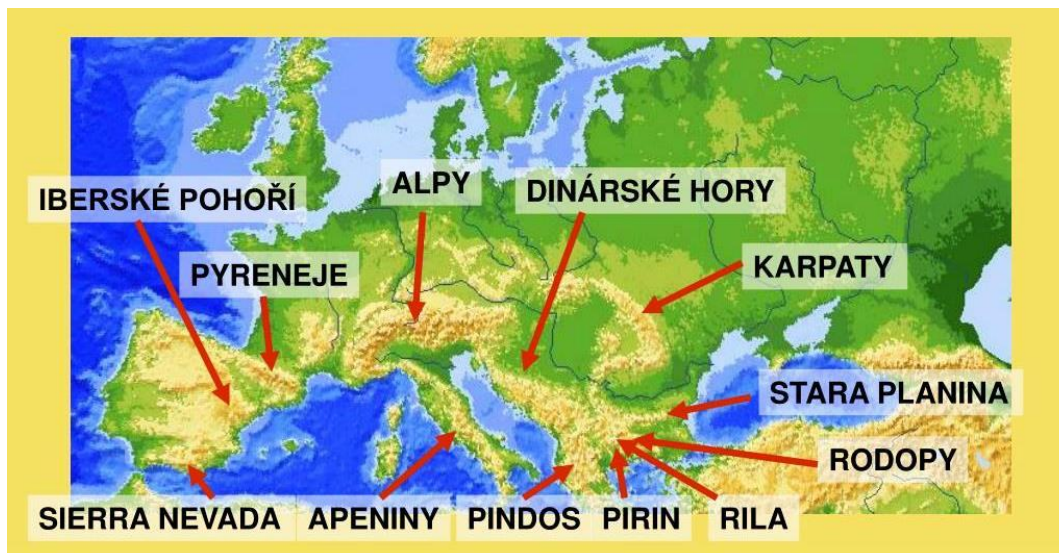 ALPY
DINÁRSKÉ HORY
IBERSKÉ POHOŘÍ
PYRENEJE
KARPATY
STARA PLANINA
RODOPY
SIERRA NEVADA
APENINY
PINDOS
PIRIN
RILA